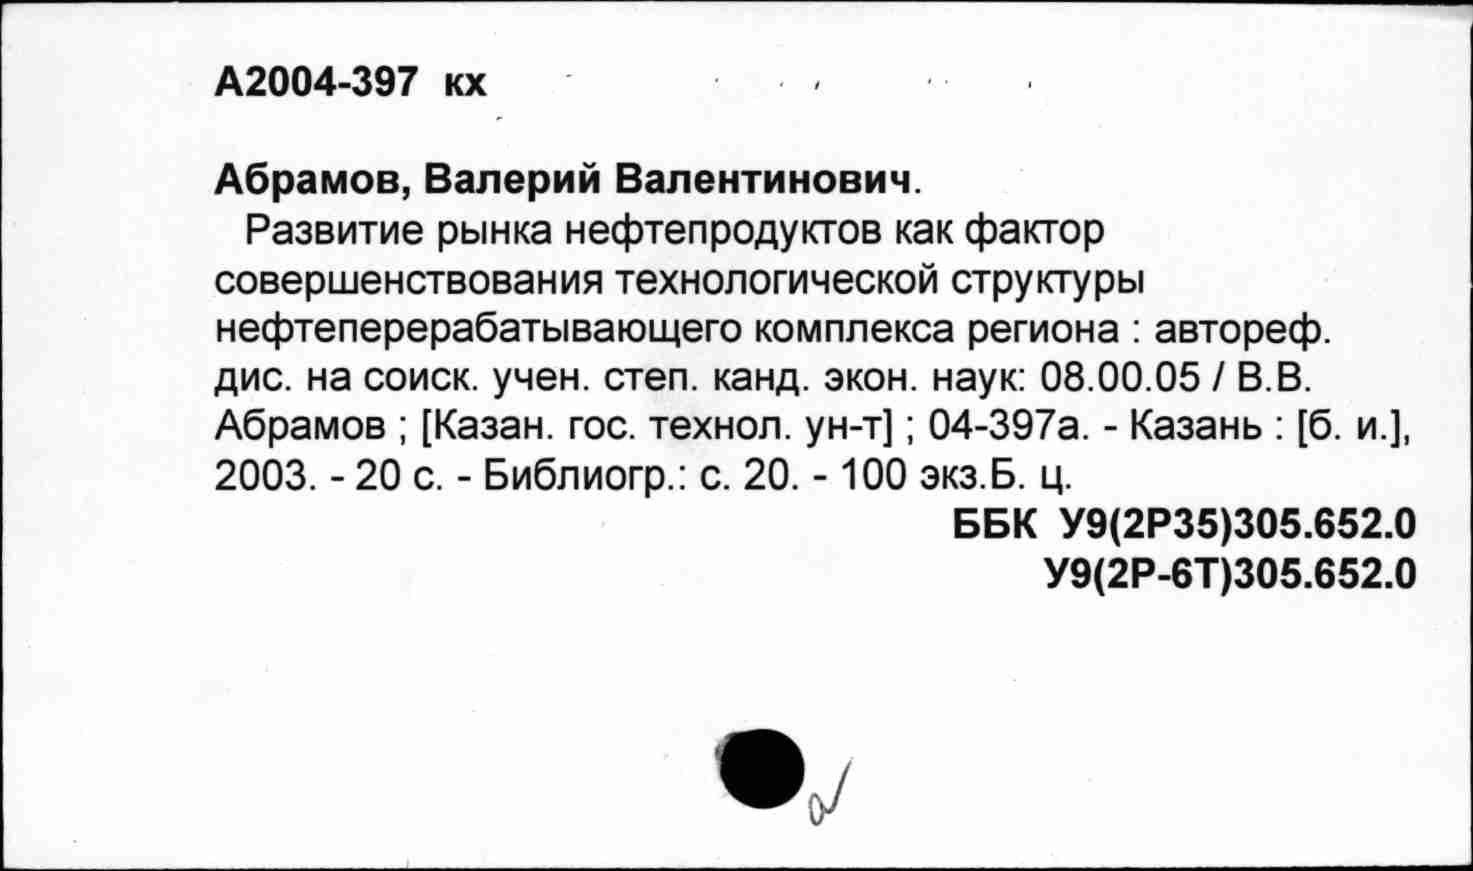 А2004-397 кх
Абрамов, Валерий Валентинович.
Развитие рынка нефтепродуктов как фактор
совершенствования технологической структуры
нефтеперерабатывающего комплекса региона : автореф.
дис. на соиск. учен. степ. канд. экон. наук: 08.00.05 / В.В.
Абрамов ; [Казан. гос. технол. ун-т] ; 04-397а. - Казань : [б. и.],
2003. - 20 с. - Библиогр.: с. 20. - 100 экз.Б. ц.
ББК У9(2Р35)305.652.0
У9(2Р-6Т)305.652.0